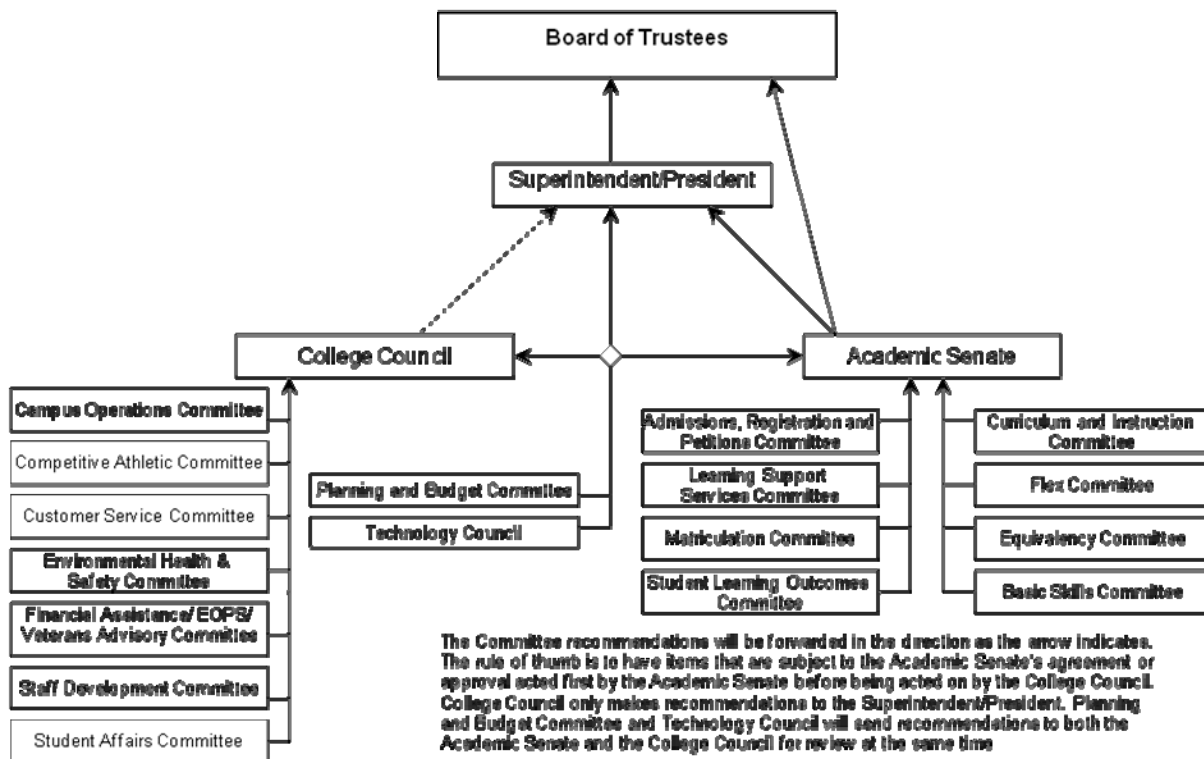 Board of Trustees
Superintendent/President
College Council
Academic Senate
Campus Operations Committee
Competitive Athletic Committee
Customer Service Committee
Environmental Health &
Safety Committee
Financial Assistance/ EOPS/
Veterans Advisory Committee
Staff Development Committee
Student Affairs Committee
Planning and Budget Committee
Technology Council
Admissions, Registration and
Petitions Committee
Learning Support
Services Committee
Matriculation Committee
Student Learning Outcomes
Committee
Curriculum and Instruction
Committee
Flex Committee
Equivalency Committee
Basic Skills Committee
The Committee recommendations will be forwarded in the direction as the arrow indicates.
The rule of thumb is to have items that are subject to the Academic Senate's agreement or
approval acted first by the Academic Senate before being acted on by the College Council.
College Council only makes recommendations to the Superintendent/President. Planning
and Budget Committee and Technology Council will send recommendations to both the
Academic Senate and the College Council for review at the same time